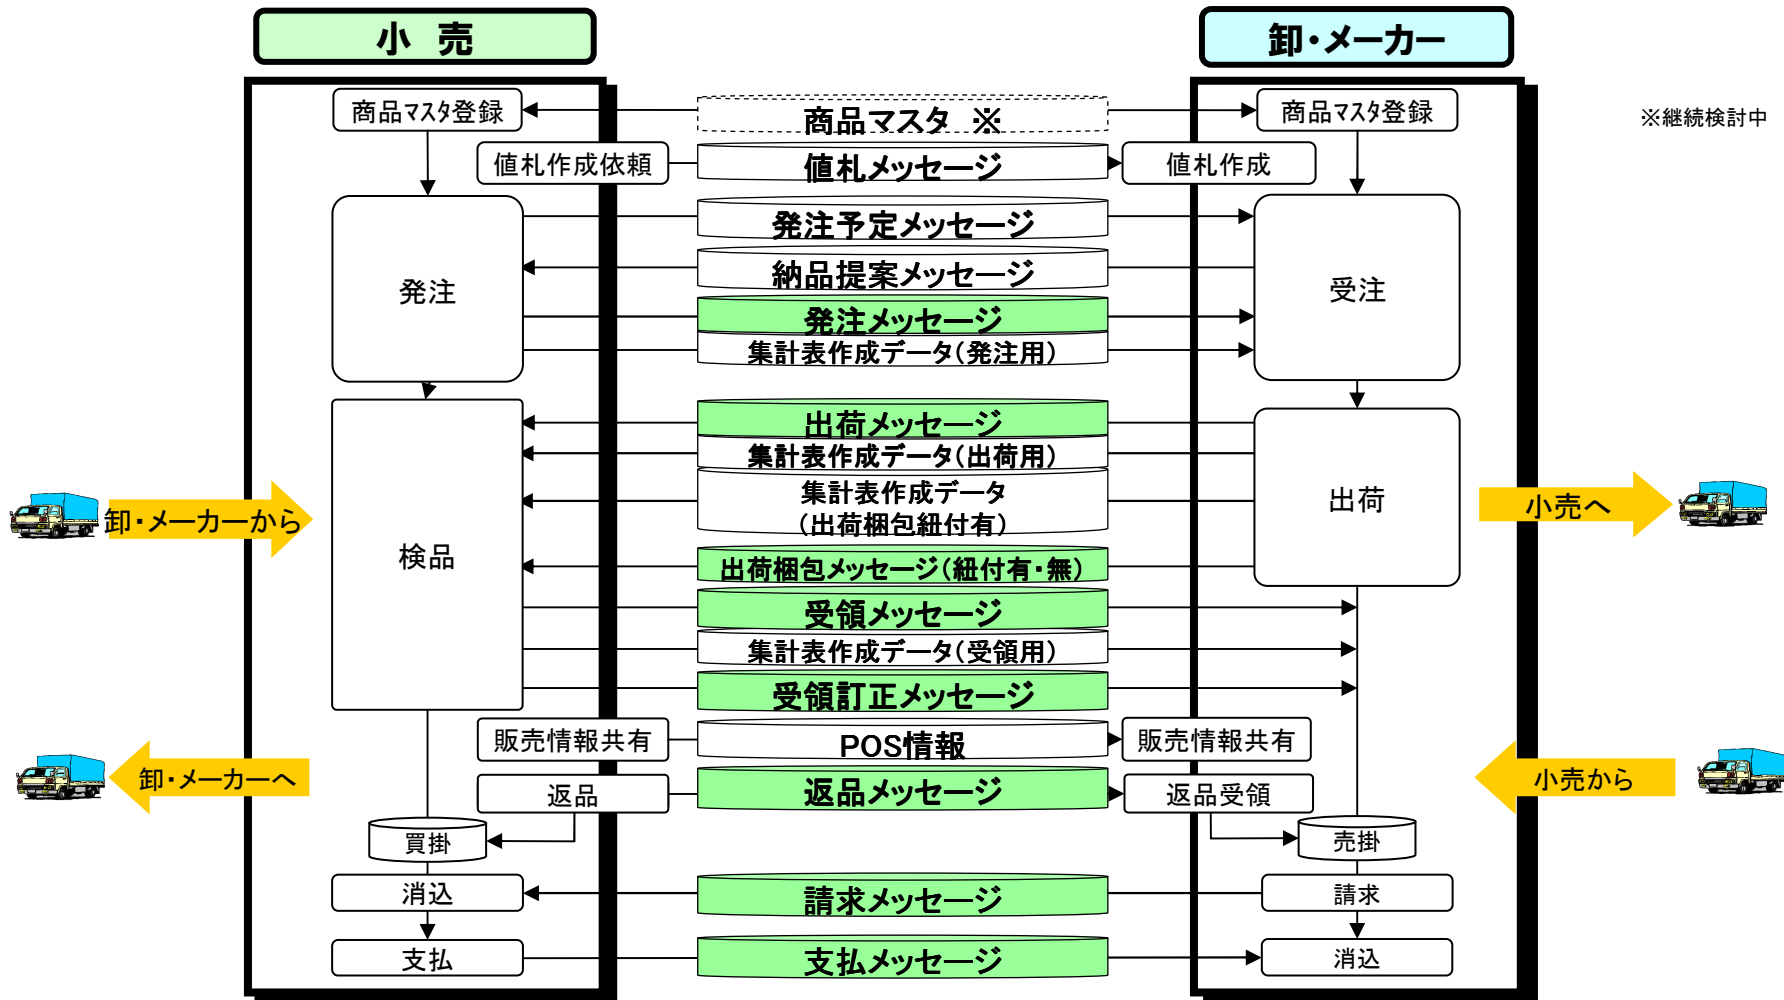 小 売
卸・メーカー
商品マスタ登録
商品マスタ ※
商品マスタ登録
※継続検討中
値札作成依頼
値札メッセージ
値札作成
発注予定メッセージ
納品提案メッセージ
発注
受注
発注メッセージ
集計表作成データ(発注用)
出荷メッセージ
集計表作成データ(出荷用)
集計表作成データ
(出荷梱包紐付有)
出荷
卸・メーカーから
小売へ
検品
出荷梱包メッセージ(紐付有・無)
受領メッセージ
集計表作成データ(受領用)
受領訂正メッセージ
販売情報共有
POS情報
販売情報共有
卸・メーカーへ
小売から
返品
返品メッセージ
返品受領
買掛
売掛
消込
請求メッセージ
請求
支払
支払メッセージ
消込